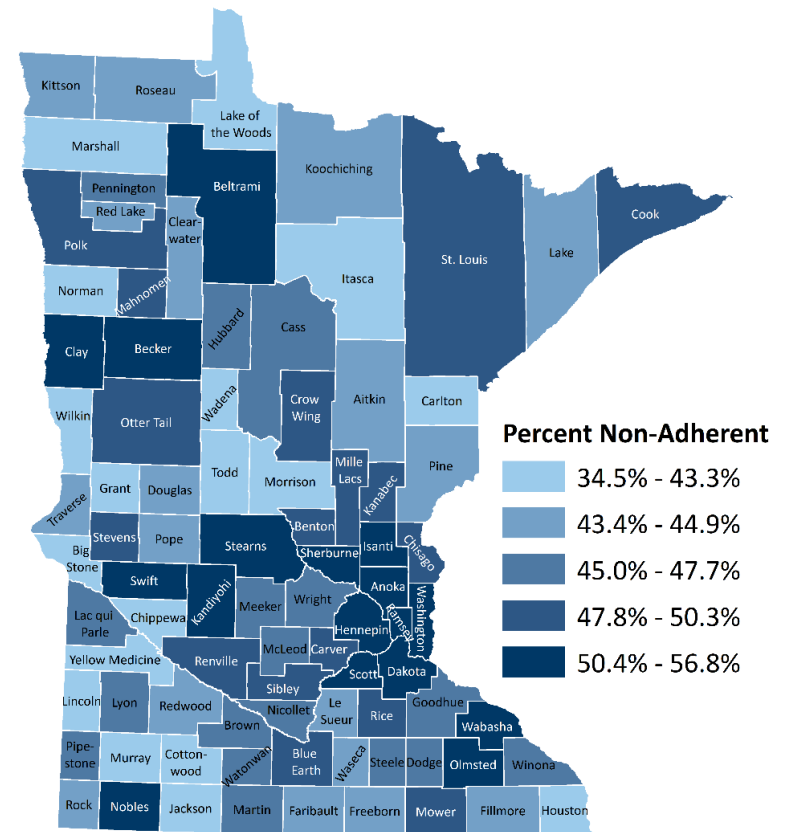 Kittson
Roseau
Lake of
the Woods
Marshall
Koochiching
Beltrami
Pennington
Red Lake
Clear-
water
Polk
Cook
St. Louis
Lake
Itasca
Norman
Mahnomen
Hubbard
Cass
Clay
Becker
Wadena
Crow
Wing
Aitkin
Carlton
Wilkin
Otter Tail
Percent Non-Adherent
34.5% - 43.3%
43.4% - 44.9%
45.0% - 47.7%
47.8% - 50.3%
50.4% - 56.8%
Todd
Morrison
Mille
Lacs
Kanabec
Pine
Grant
Douglas
Traverse
Stevens
Pope
Stearns
Benton
Sherburne
Isanti
Chisago
Big
Stone
Swift
Kandiyohi
Meeker
Wright
Anoka
Ramsey
Washington
Hennepin
Lac qui
Parle
Chippewa
Yellow Medicine
Renville
McLeod
Carver
Scott
Dakota
Sibley
Lincoln
Lyon
Redwood
Nicollet
Le
Sueur
Rice
Goodhue
Brown
Wabasha
Pipe-
stone
Murray
Cotton-
wood
Watonwan
Blue
Earth
Waseca
Steele
Dodge
Olmsted
Winona
Rock
Nobles
Jackson
Martin
Faribault
Freeborn
Mower
Fillmore
Houston